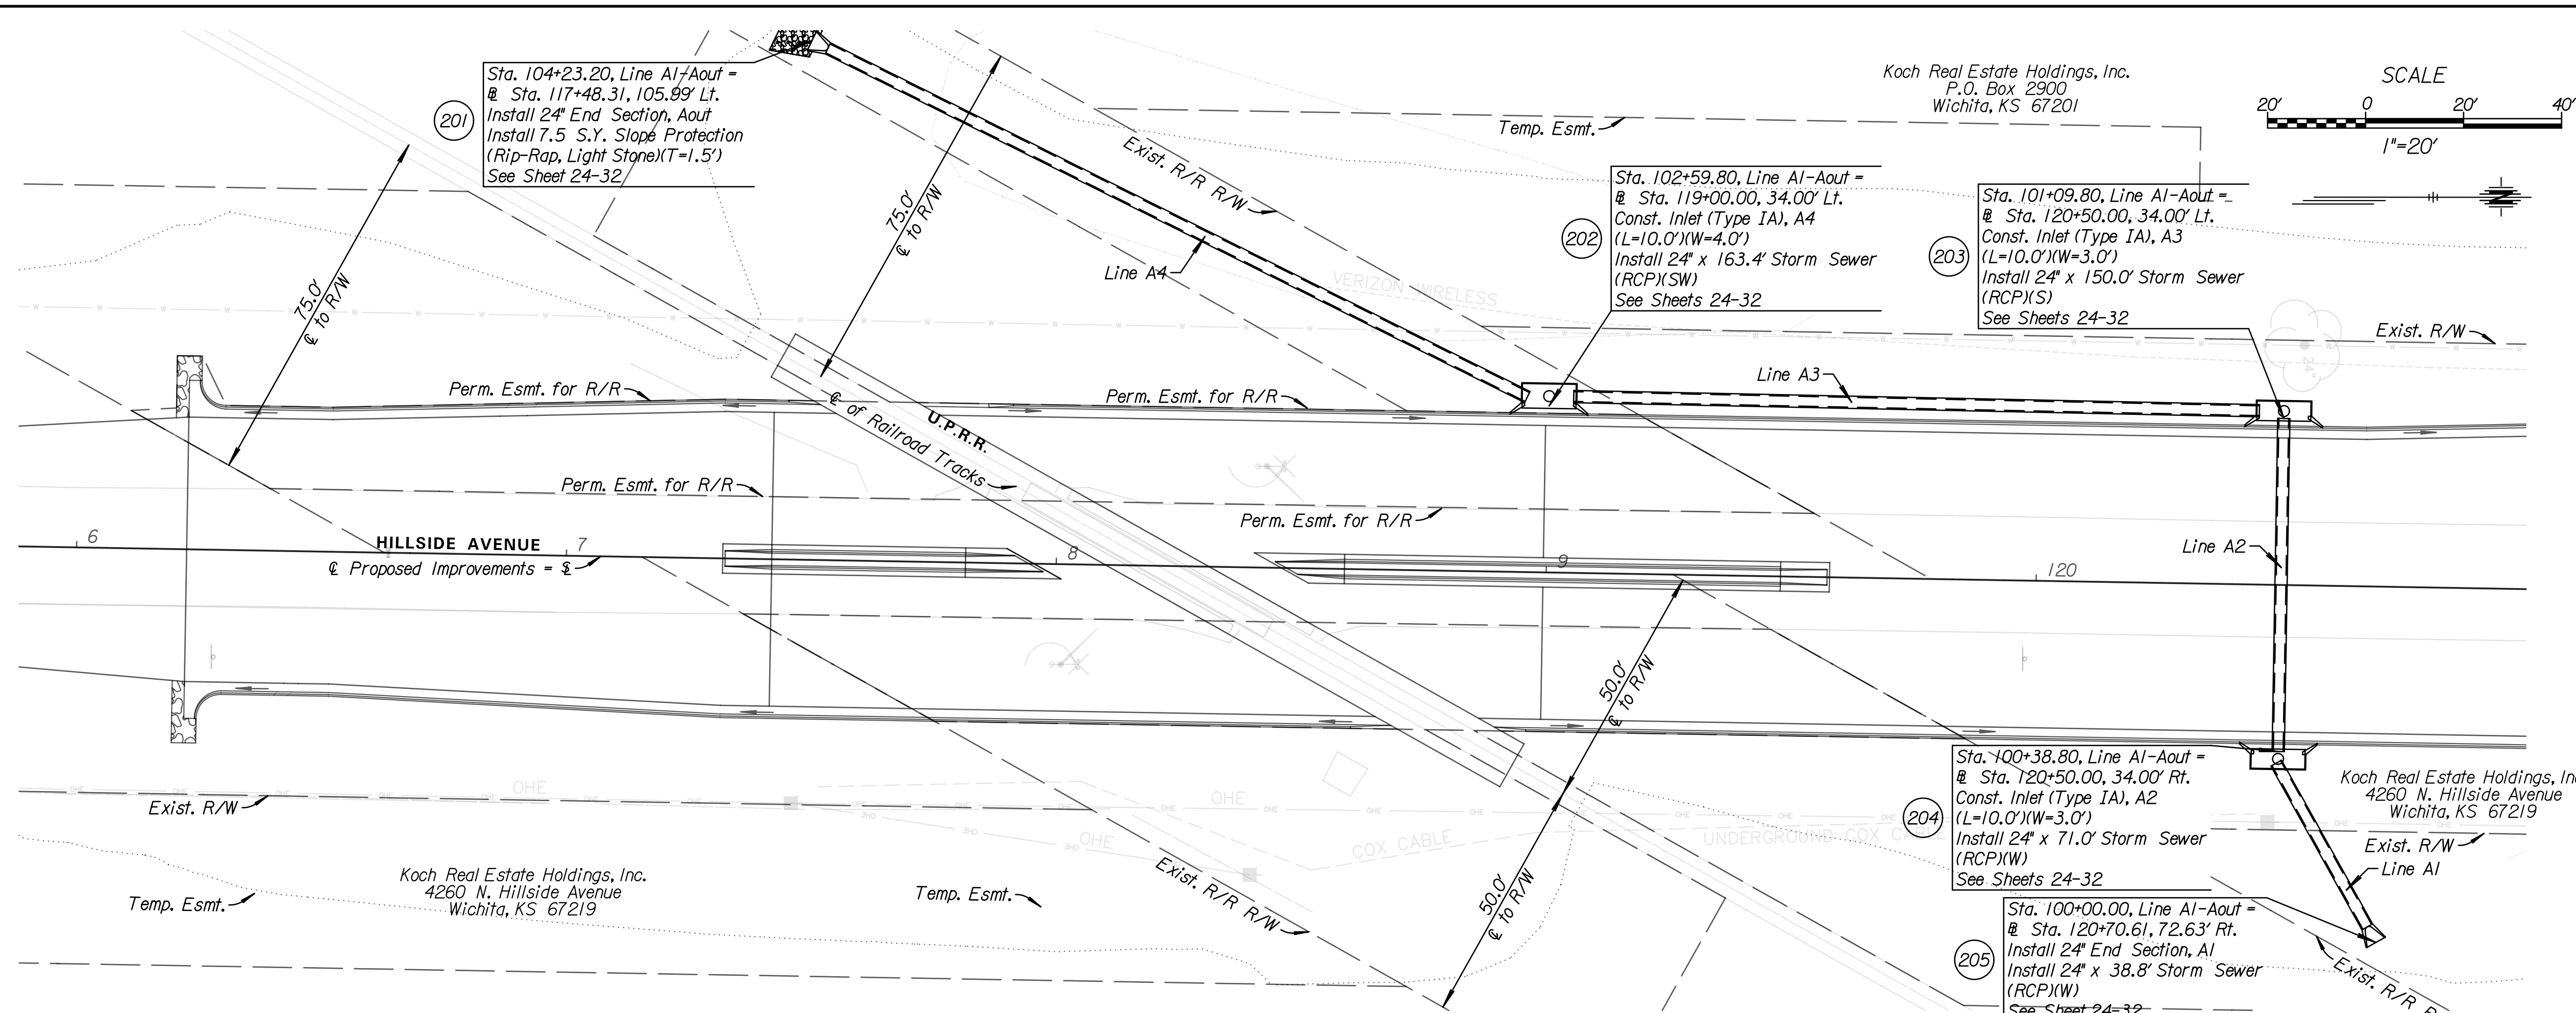 201
Sta. 104+23.20, Line A1-Aout =
℄ Sta. 117+48.31, 105.99' Lt.
Install 24" End Section, Aout
Install 7.5 S.Y. Slope Protection
(Rip-Rap, Light Stone)(T=1.5')
See Sheet 24-32
Koch Real Estate Holdings, Inc.
P.O. Box 2900
Wichita, KS 67201
SCALE
20' 0 20' 40'
1"=20'
N
Temp. Esmt.
Exist. R/R R/W
202
Sta. 102+59.80, Line A1-Aout =
℄ Sta. 119+00.00, 34.00' Lt.
Const. Inlet (Type IA), A4
(L=10.0')(W=4.0')
Install 24" x 163.4' Storm Sewer
(RCP)(SW)
See Sheets 24-32
203
Sta. 101+09.80, Line A1-Aout =
℄ Sta. 120+50.00, 34.00' Lt.
Const. Inlet (Type IA), A3
(L=10.0')(W=3.0')
Install 24" x 150.0' Storm Sewer
(RCP)(S)
See Sheets 24-32
75.0'
℄ to R/W
75.0'
℄ to R/W
Line A4
VERIZON WIRELESS
Exist. R/W
24"
Line A3
W W W W W W W W W W W
Perm. Esmt. for R/R
Perm. Esmt. for R/R
U.P.R.R.
℄ of Railroad Tracks
Perm. Esmt. for R/R
Perm. Esmt. for R/R
6
7
8
9
120
HILLSIDE AVENUE
℄ Proposed Improvements = ℄
Line A2
50.0'
℄ to R/W
204
Sta. 100+38.80, Line A1-Aout =
℄ Sta. 120+50.00, 34.00' Rt.
Const. Inlet (Type IA), A2
(L=10.0')(W=3.0')
Install 24" x 71.0' Storm Sewer
(RCP)(W)
See Sheets 24-32
Koch Real Estate Holdings, In
4260 N. Hillside Avenue
Wichita, KS 67219
OHE
OHE
OHE
Exist. R/W
COX CABLE
UNDERGROUND COX CABLE
Exist. R/W
Line A1
Exist. R/R R/W
50.0'
℄ to R/W
Koch Real Estate Holdings, Inc.
4260 N. Hillside Avenue
Wichita, KS 67219
Temp. Esmt.
Temp. Esmt.
205
Sta. 100+00.00, Line A1-Aout =
℄ Sta. 120+70.61, 72.63' Rt.
Install 24" End Section, A1
Install 24" x 38.8' Storm Sewer
(RCP)(W)
See Sheet 24-32
Exist. R/R